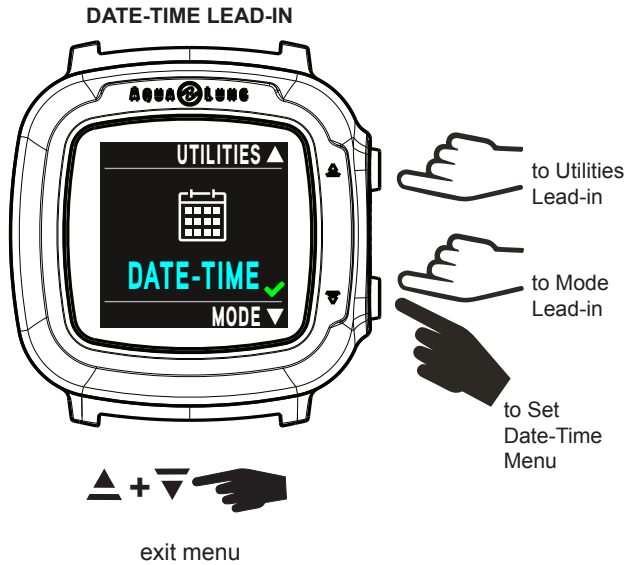 DATE-TIME LEAD-IN
AQUA LUNG
UTILITIES ▲
DATE-TIME
MODE ▼
to Utilities
Lead-in
to Mode
Lead-in
to Set
Date-Time
Menu
+
exit menu